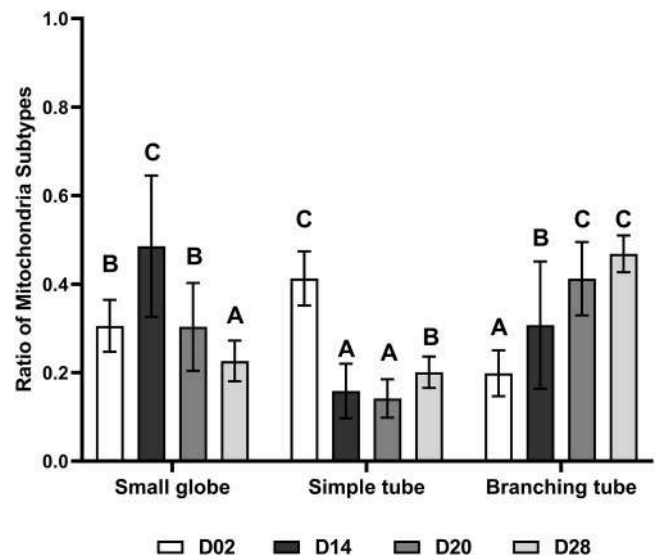 Ratio of Mitochondria Subtypes
1.0
0.8
0.6
0.4
0.2
0.0
B
C
B
A
C
A
A
B
A
B
C
C
Small globe
Simple tube
Branching tube
D02 D14 D20 D28